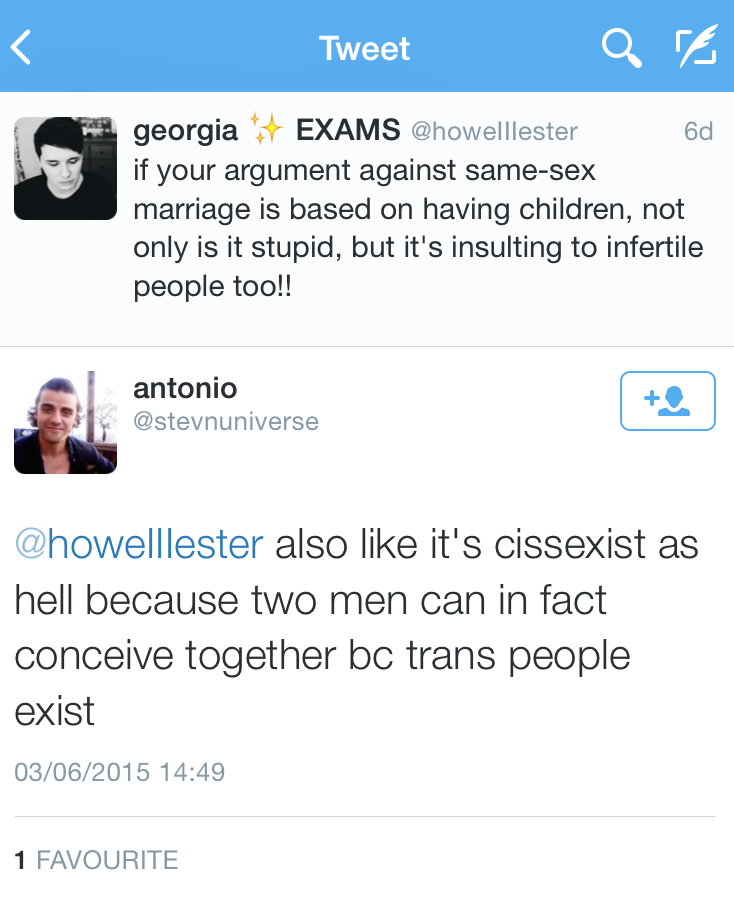 Tweet
georgia ✨ EXAMS @howelllester 6d
if your argument against same-sex
marriage is based on having children, not
only is it stupid, but it's insulting to infertile
people too!!
antonio
@stevnuniverse
@howelllester also like it's cissexist as
hell because two men can in fact
conceive together bc trans people
exist
03/06/2015 14:49
1 FAVOURITE